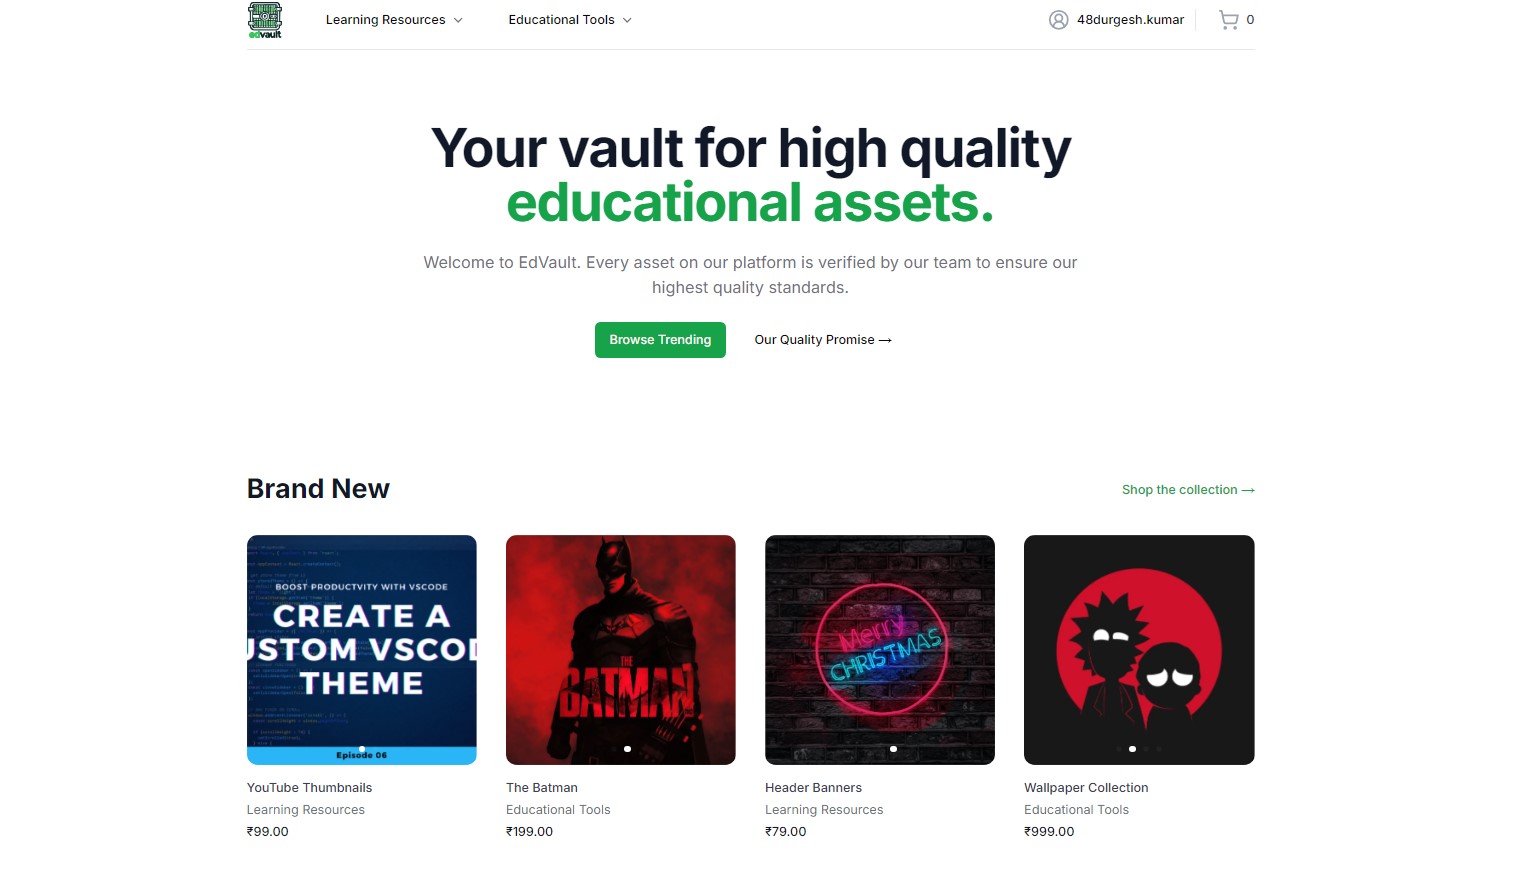 edvault
Learning Resources
Educational Tools
48durgesh.kumar
0
Your vault for high quality
educational assets.
Welcome to EdVault. Every asset on our platform is verified by our team to ensure our
highest quality standards.
Browse Trending
Our Quality Promise →
Brand New
Shop the collection →
BOOST PRODUCTVITY WITH VSCODE
CREATE A
USTOM VSCOD
THEME
Episode 06
THE
BATMAN
Merry
CHRISTMAS
YouTube Thumbnails
Learning Resources
₹99.00
The Batman
Educational Tools
₹199.00
Header Banners
Learning Resources
₹79.00
Wallpaper Collection
Educational Tools
₹999.00